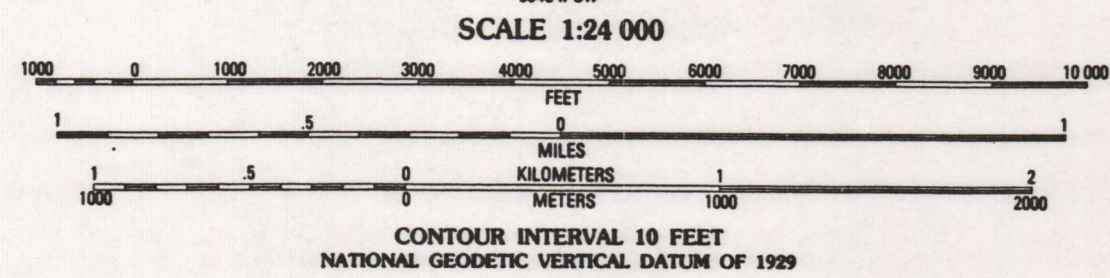 SCALE 1:24 000
1000 0 1000 2000 3000 4000 5000 6000 7000 8000 9000 10 000
FEET
1 .5 0 1
MILES
1 .5 0 KILOMETERS 1 2
1000 0 METERS 1000 2000
CONTOUR INTERVAL 10 FEET
NATIONAL GEODETIC VERTICAL DATUM OF 1929